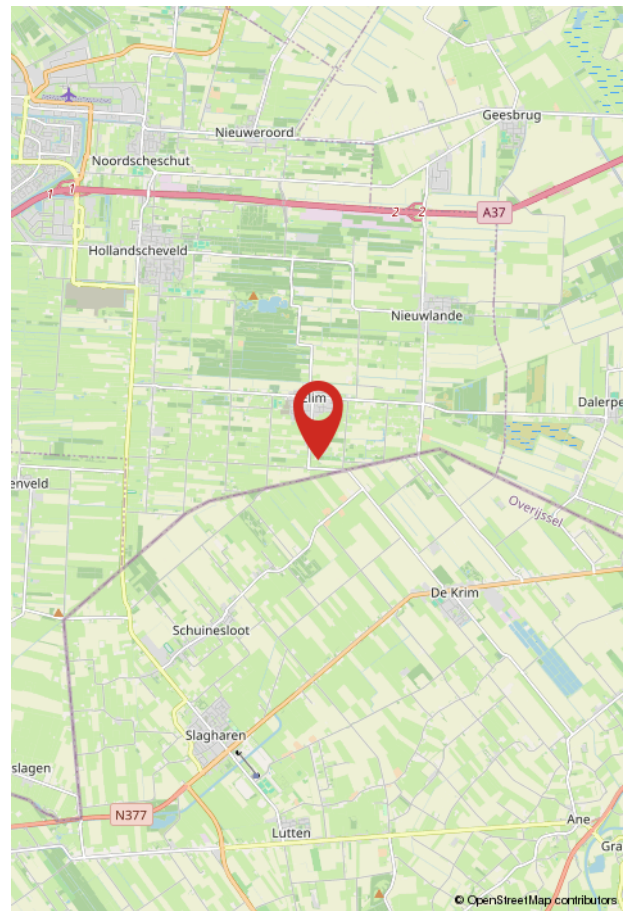 Geesbrug
Nieuweroord
Noordscheschut
1
1
2
2
A37
Hollandscheveld
Nieuwlande
Elim
Dalerpe
enveld
Overijssel
De Krim
Schuinesloot
Slagharen
slagen
N377
Ane
Lutten
Gra
© OpenStreetMap contributors